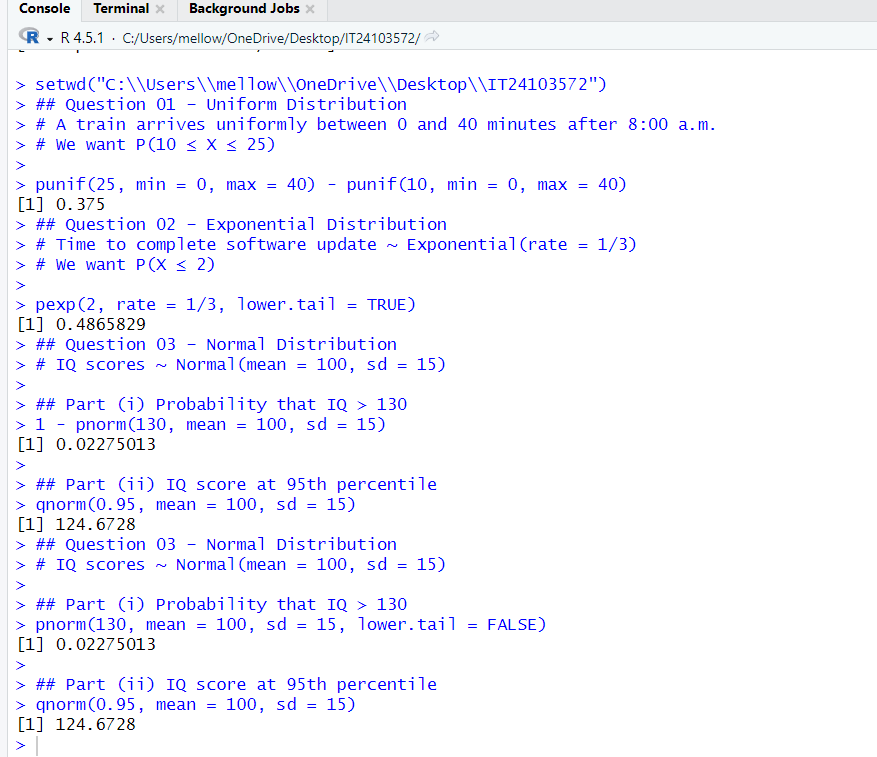 Console Terminal Background Jobs
R R 4.5.1 · C:/Users/mellow/OneDrive/Desktop/IT24103572/
> setwd("C:\\Users\\mellow\\OneDrive\\Desktop\\IT24103572")
> ## Question 01 - Uniform Distribution
> # A train arrives uniformly between 0 and 40 minutes after 8:00 a.m.
> # We want P(10 ≤ X ≤ 25)
>
> punif(25, min = 0, max = 40) - punif(10, min = 0, max = 40)
[1] 0.375
> ## Question 02 - Exponential Distribution
> # Time to complete software update ~ Exponential(rate = 1/3)
> # We want P(X ≤ 2)
>
> pexp(2, rate = 1/3, lower.tail = TRUE)
[1] 0.4865829
> ## Question 03 - Normal Distribution
> # IQ scores ~ Normal(mean = 100, sd = 15)
>
> ## Part (i) Probability that IQ > 130
> 1 - pnorm(130, mean = 100, sd = 15)
[1] 0.02275013
>
> ## Part (ii) IQ score at 95th percentile
> qnorm(0.95, mean = 100, sd = 15)
[1] 124.6728
> ## Question 03 - Normal Distribution
> # IQ scores ~ Normal(mean = 100, sd = 15)
>
> ## Part (i) Probability that IQ > 130
> pnorm(130, mean = 100, sd = 15, lower.tail = FALSE)
[1] 0.02275013
>
> ## Part (ii) IQ score at 95th percentile
> qnorm(0.95, mean = 100, sd = 15)
[1] 124.6728
>